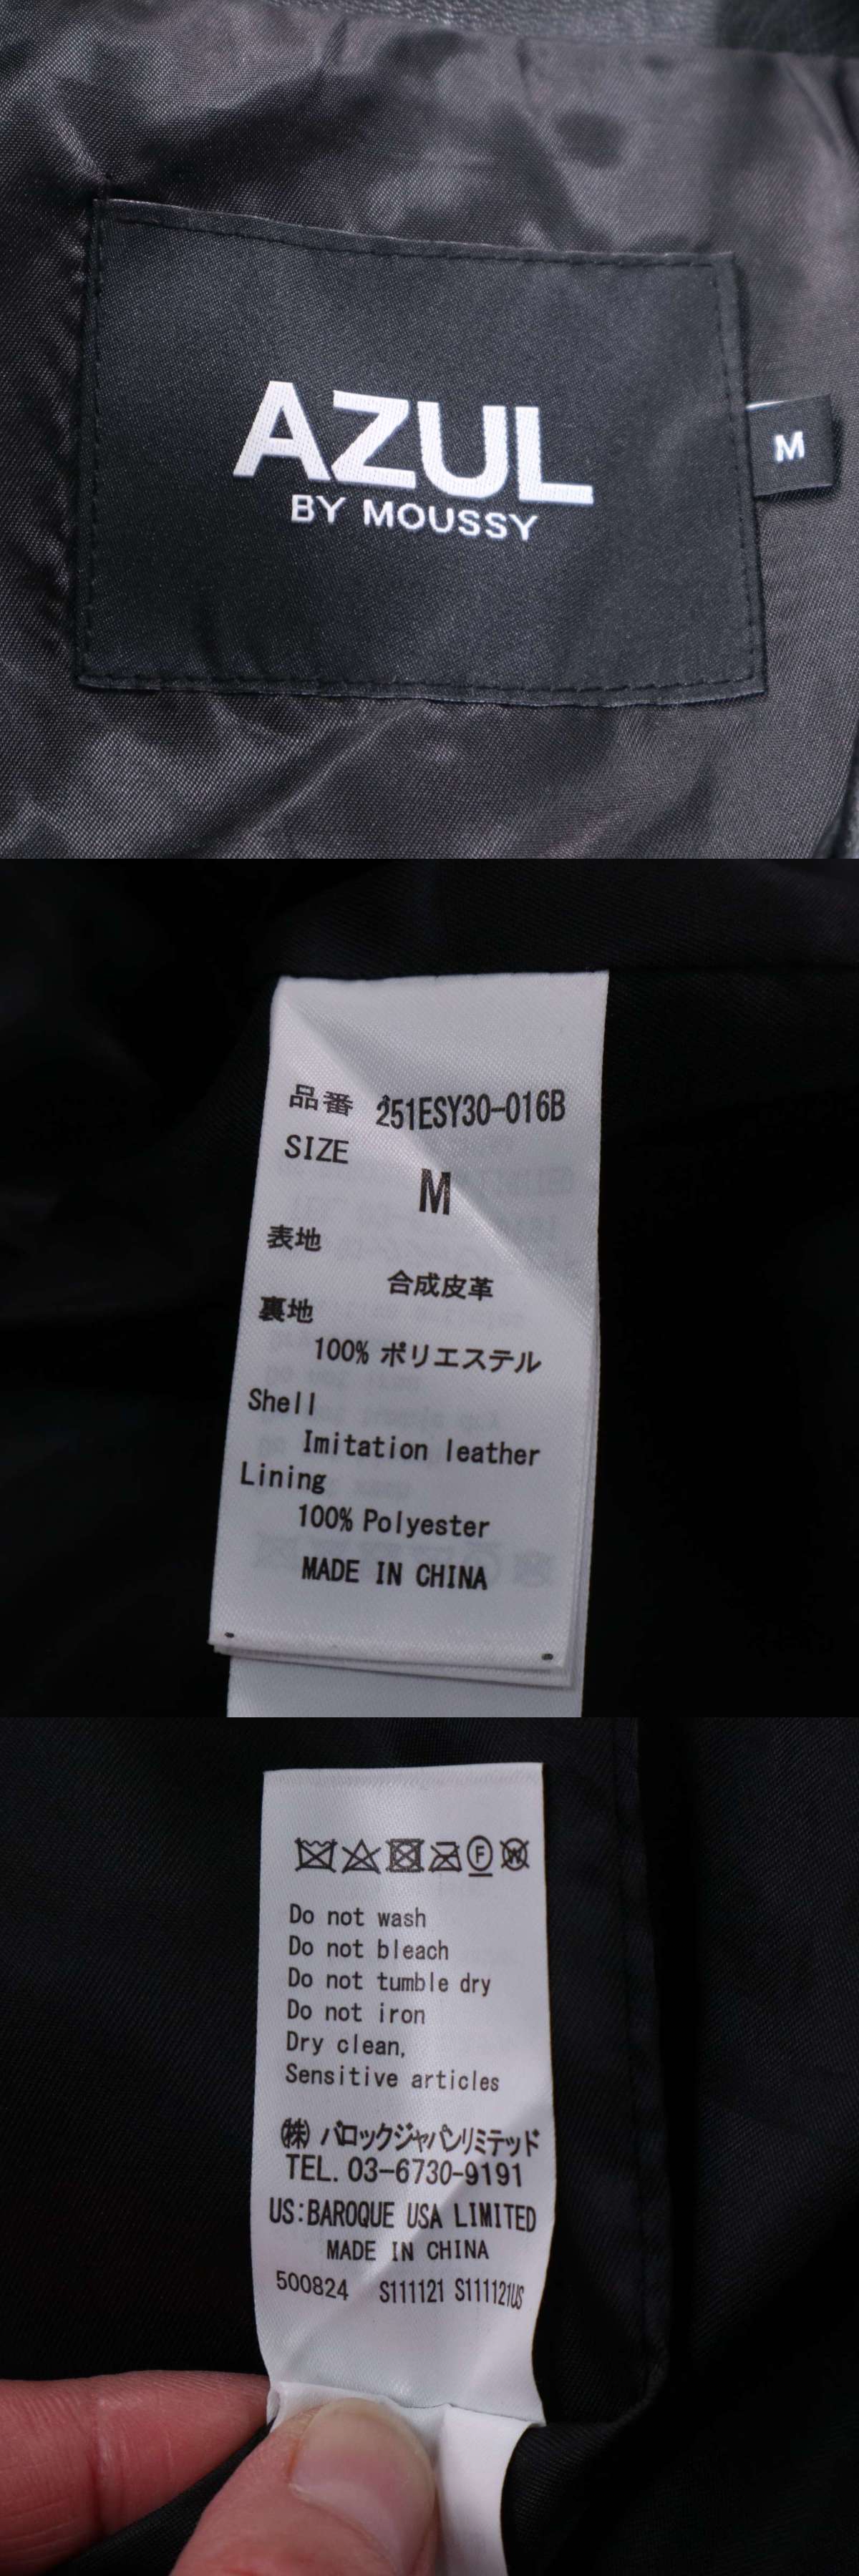 AZUL
BY MOUSSY
M
品番 251ESY30-016B
SIZE
M
表地
合成皮革
裏地
100% ポリエステル
Shell
Imitation leather
Lining
100% Polyester
MADE IN CHINA
F W
Do not wash
Do not bleach
Do not tumble dry
Do not iron
Dry clean,
Sensitive articles
㈱ バロックジャパンリミテッド
TEL. 03-6730-9191
US:BAROQUE USA LIMITED
MADE IN CHINA
500824 S111121 S111121US